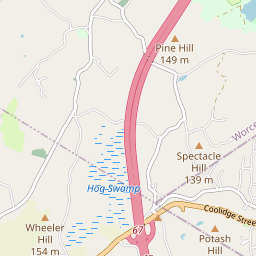 Pine Hill
149 m
Worce
Spectacle
Hill
139 m
Hog Swamp
Coolidge Street
Wheeler
Hill
154 m
67
Potash
Hill